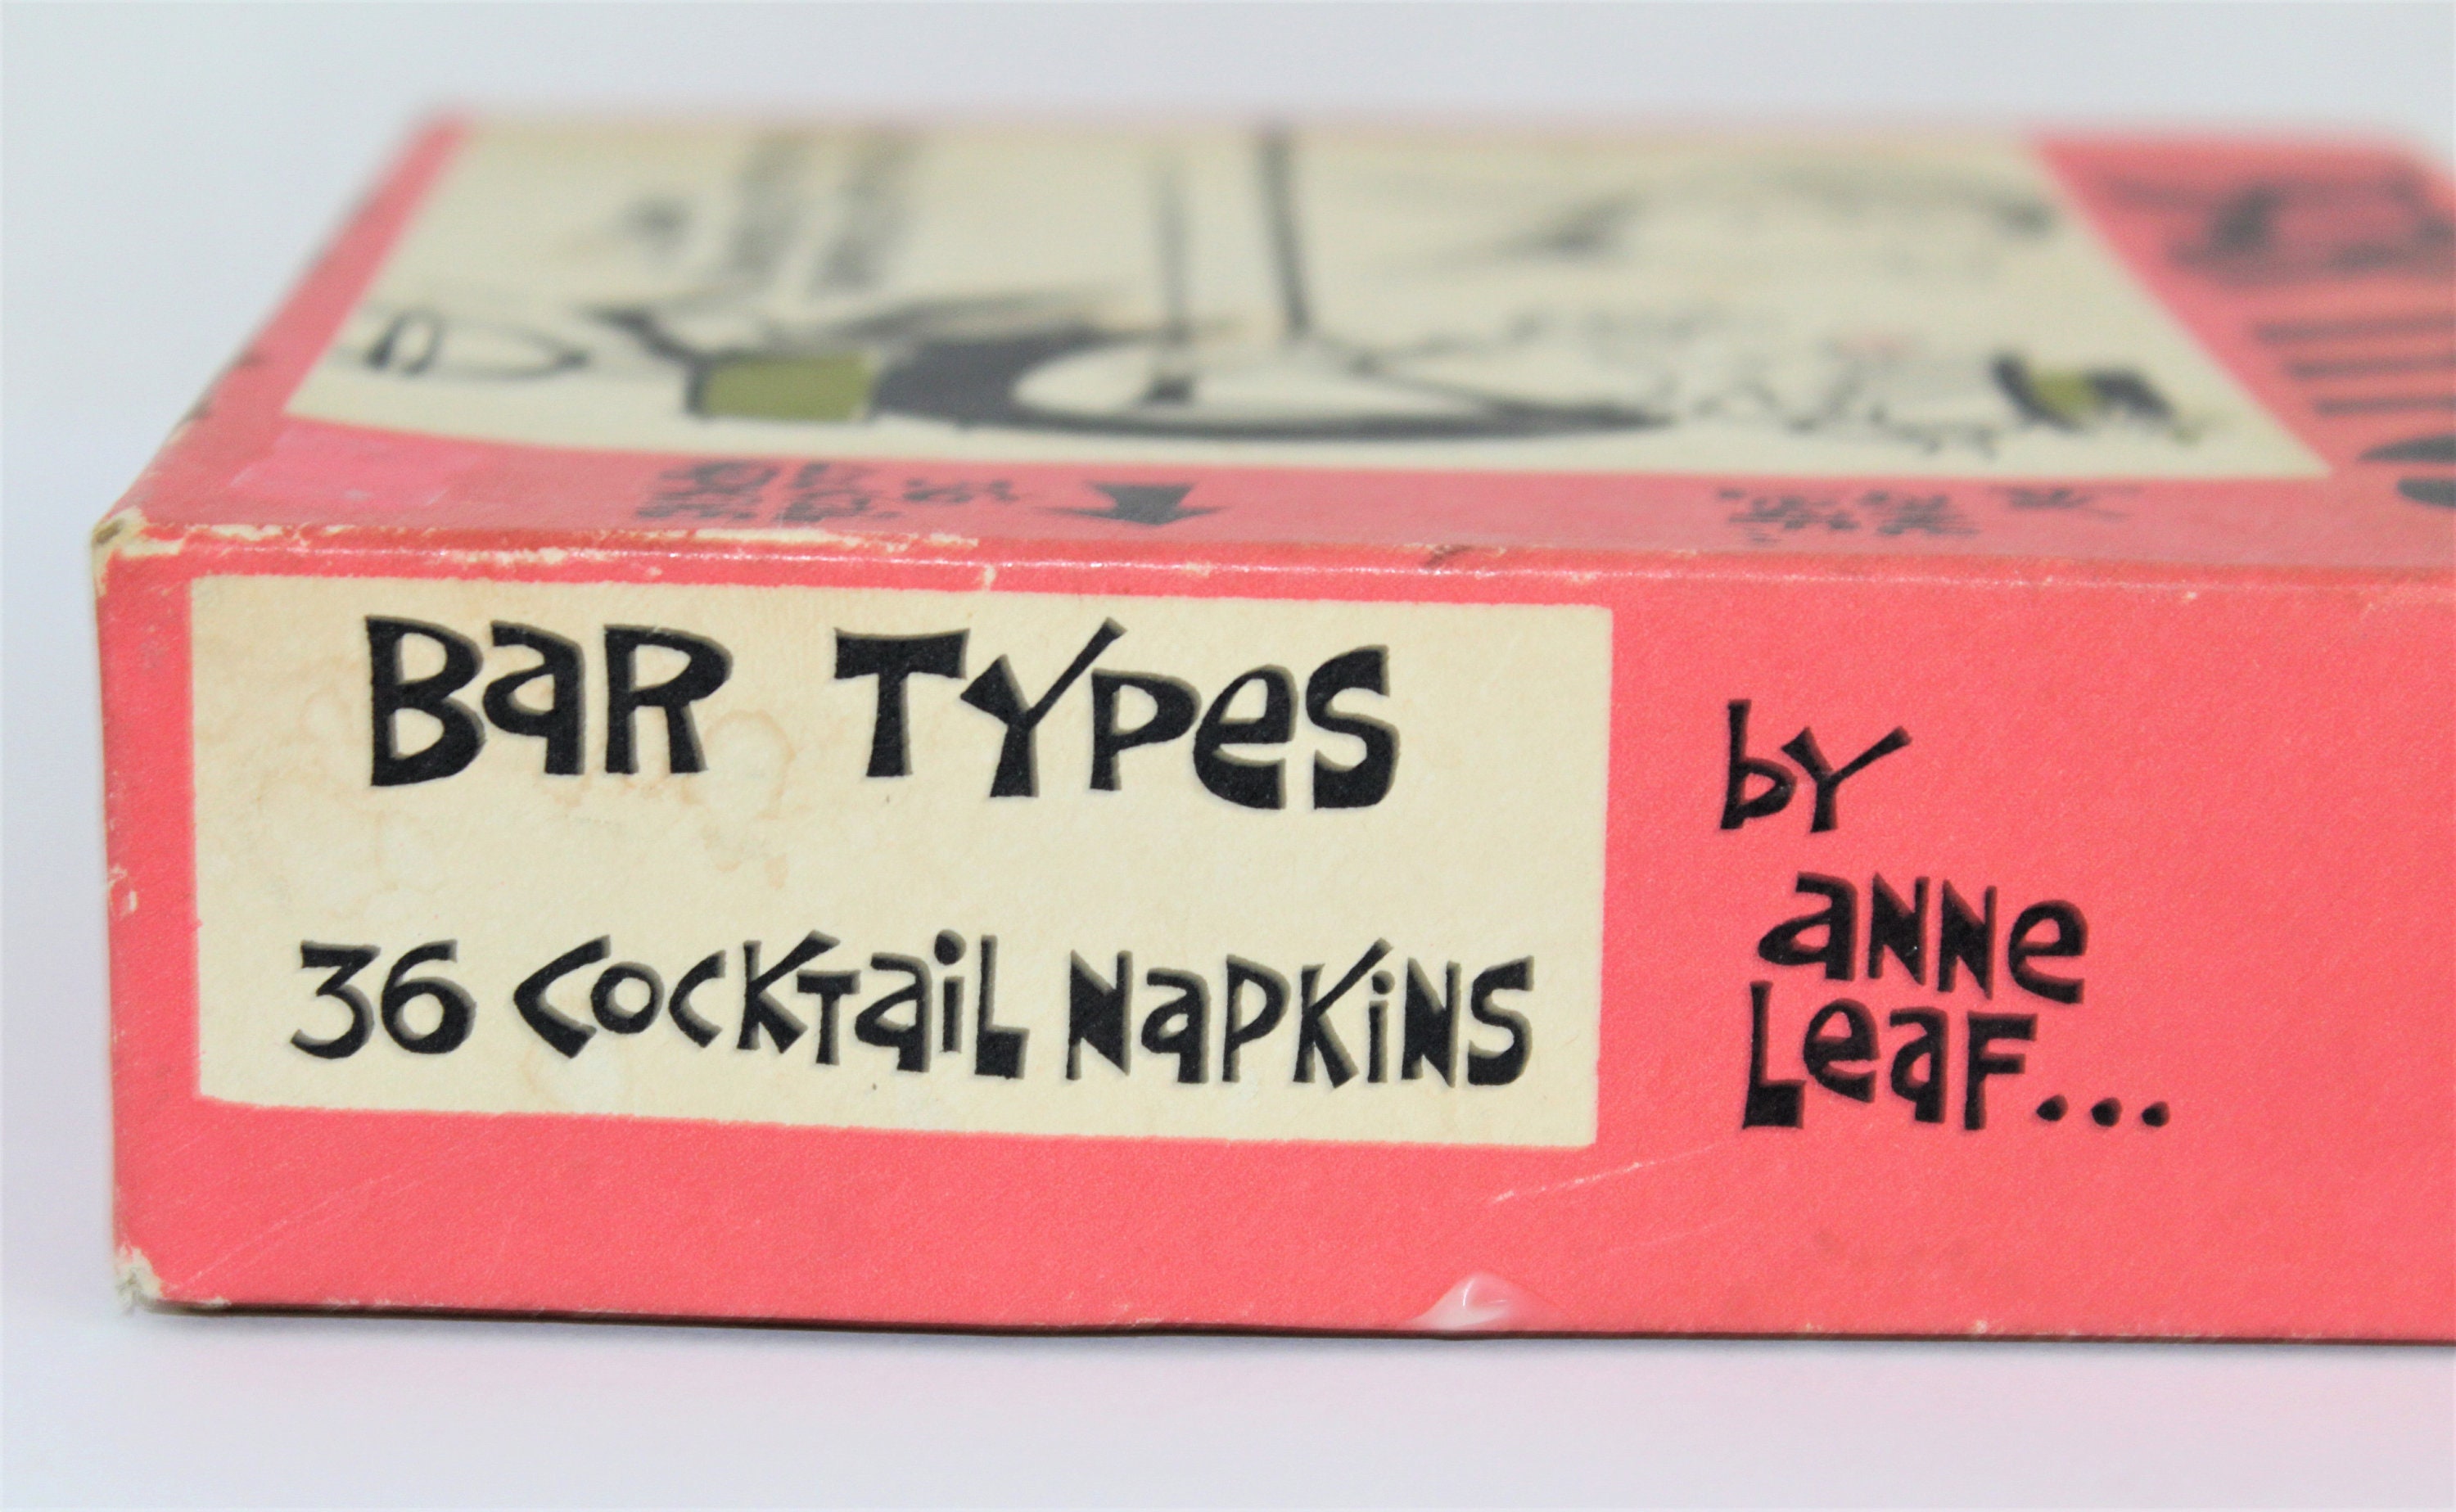 BaR TYPes
36 COCKTaiL NaPKiNS
by
aNNe
LeaF...